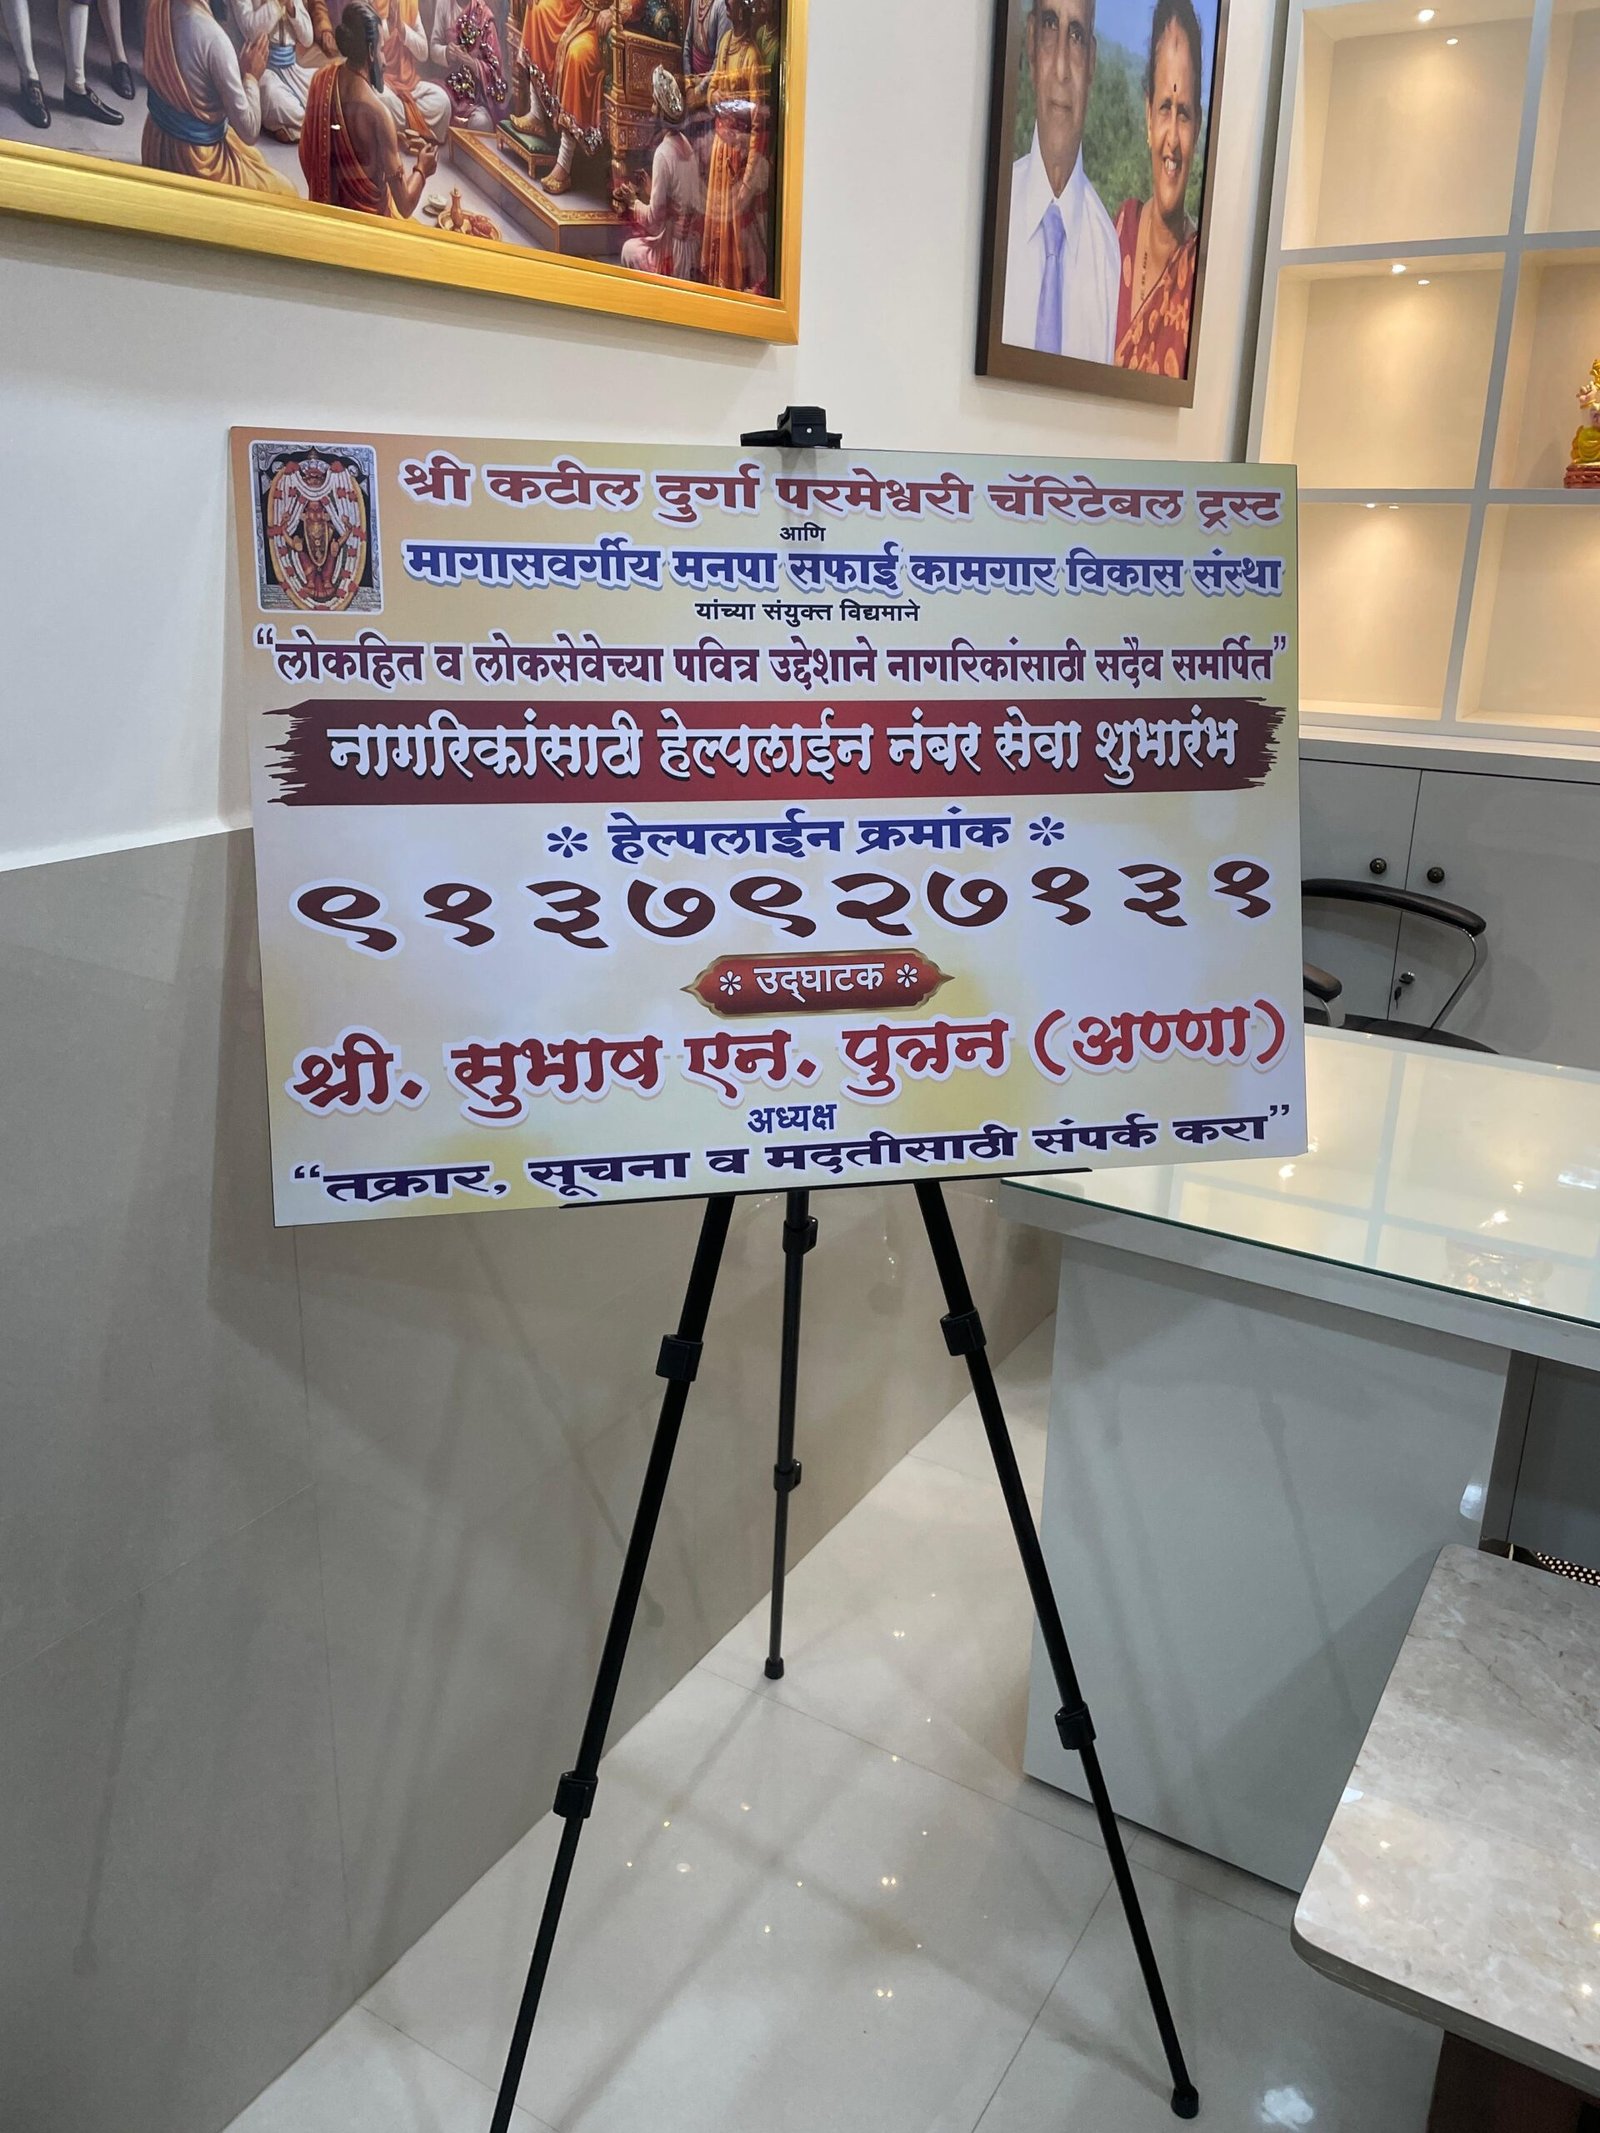 श्री कटील दुर्गा परमेश्वरी चॅरिटेबल ट्रस्ट
आणि
मागासवर्गीय मनपा सफाई कामगार विकास संस्था
यांच्या संयुक्त विद्यमाने
“लोकहित व लोकसेवेच्या पवित्र उद्देशाने नागरिकांसाठी सदैव समर्पित”
नागरिकांसाठी हेल्पलाईन नंबर सेवा शुभारंभ
* हेल्पलाईन क्रमांक *
९१३७९२७१३१
* उद्‌घाटक *
श्री. सुभाष एन. पुत्रन (अण्णा)
अध्यक्ष
“तक्रार, सूचना व मदतीसाठी संपर्क करा”